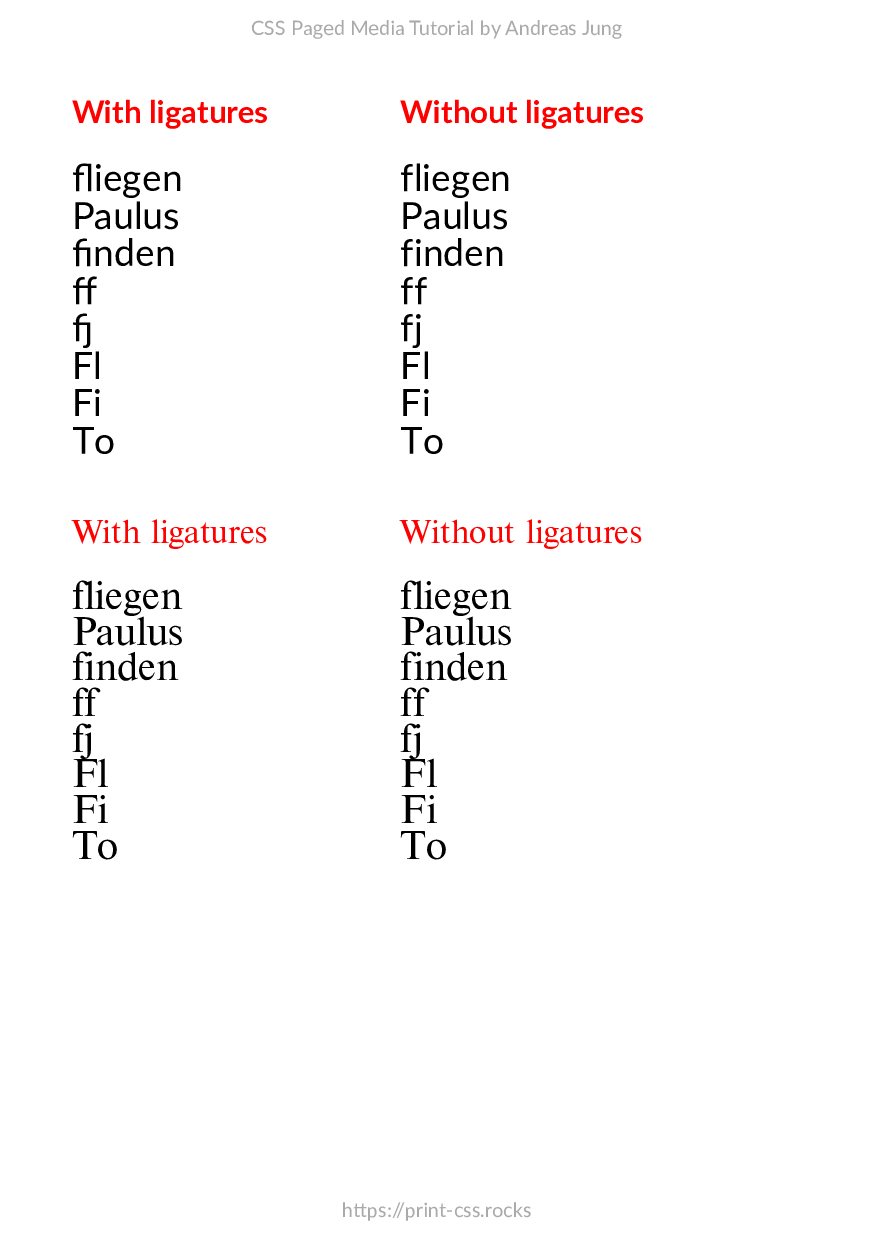 CSS Paged Media Tutorial by Andreas Jung
With ligatures
fliegen
Paulus
finden
ff
fj
Fl
Fi
To
Without ligatures
fliegen
Paulus
finden
ff
fj
Fl
Fi
To
With ligatures
fliegen
Paulus
finden
ff
fj
Fl
Fi
To
Without ligatures
fliegen
Paulus
finden
ff
fj
Fl
Fi
To
https://print-css.rocks